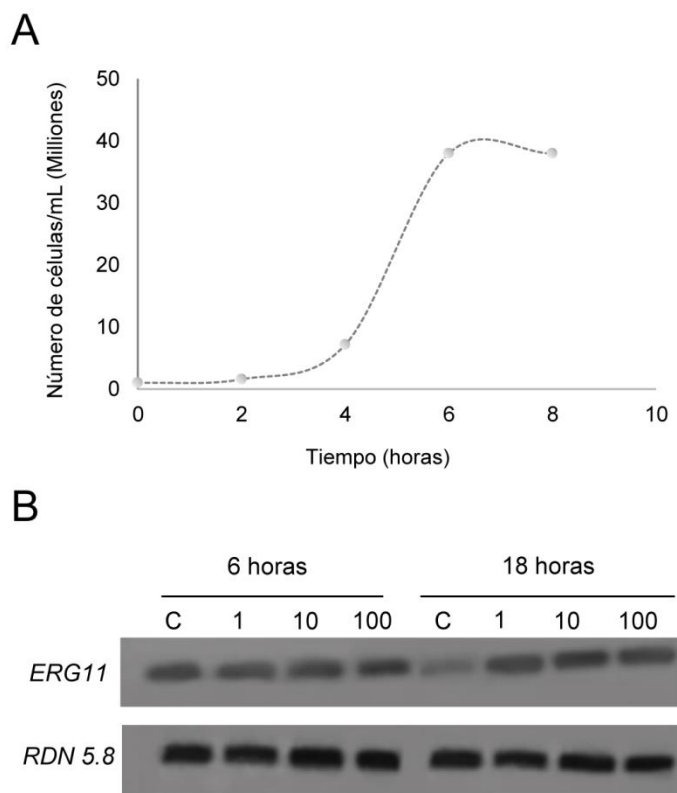 A
50
40
30
20
10
0
Número de células/mL (Milliones)
0 2 4 6 8 10
Tiempo (horas)
B
6 horas 18 horas
C 1 10 100 C 1 10 100
ERG11
RDN 5.8